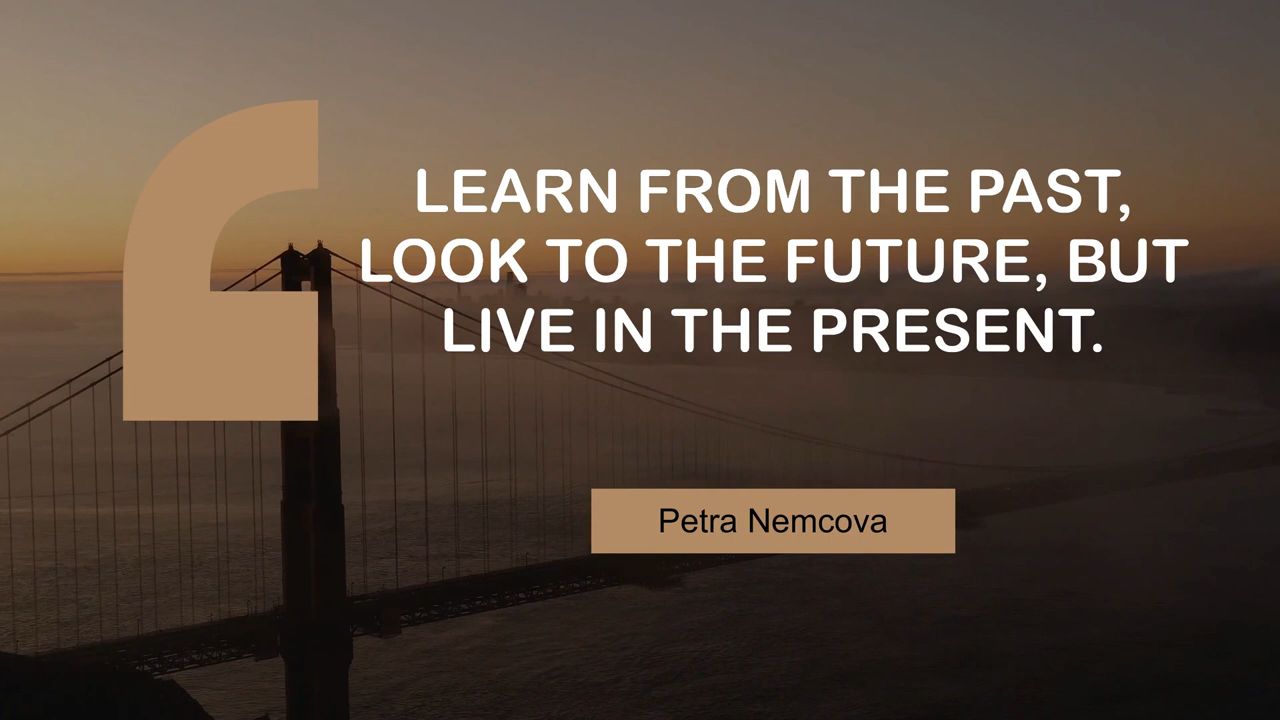 LEARN FROM THE PAST,
LOOK TO THE FUTURE, BUT
LIVE IN THE PRESENT.
Petra Nemcova